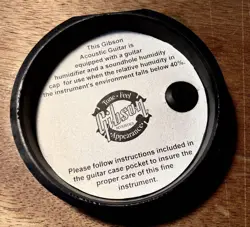 This Gibson
Acoustic Guitar is
equipped with a guitar
humidifier and a soundhole humidity
cap for use when the relative humidity in
the instrument's environment falls below 40%.
Tone • Feel
Gibson
Appearance
Please follow instructions included in
the guitar case pocket to insure the
proper care of this fine
instrument.